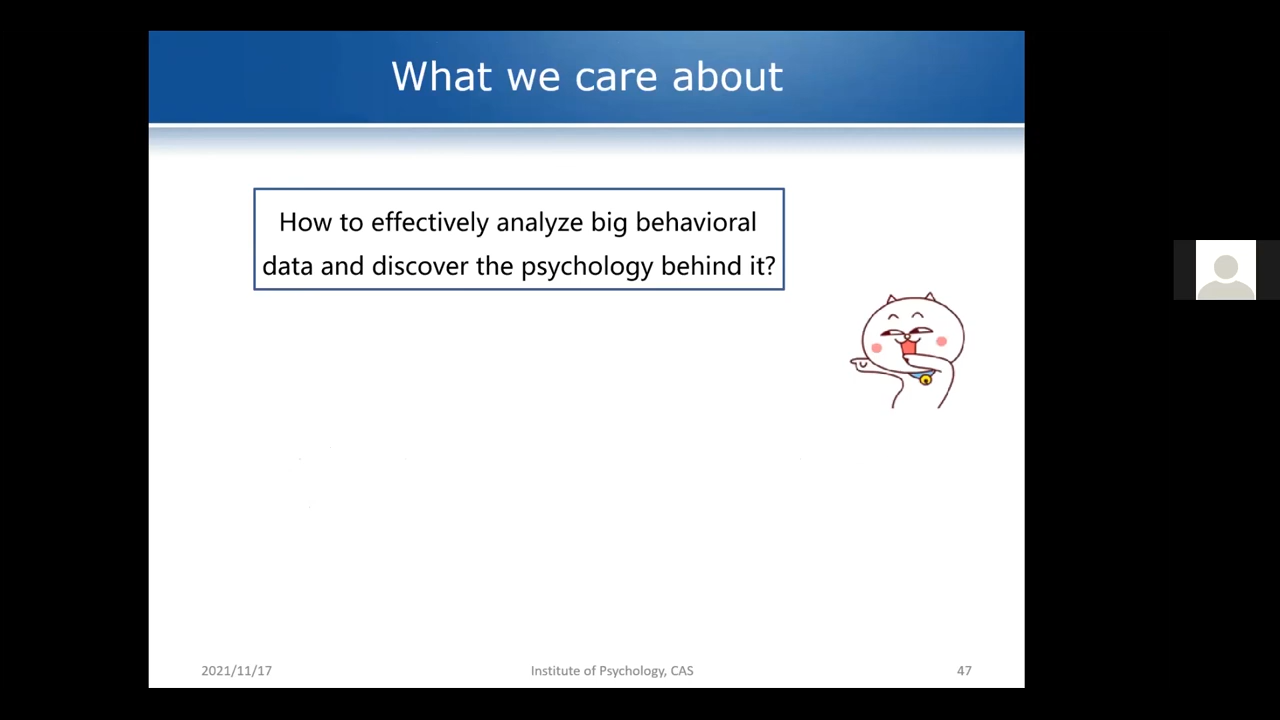 What we care about
How to effectively analyze big behavioral
data and discover the psychology behind it?
2021/11/17
Institute of Psychology, CAS
47